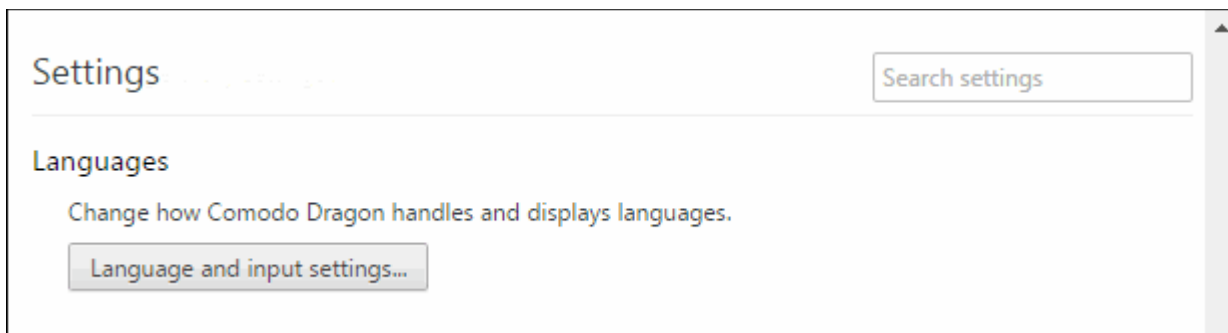 Settings
Search settings
Languages
Change how Comodo Dragon handles and displays languages.
Language and input settings...